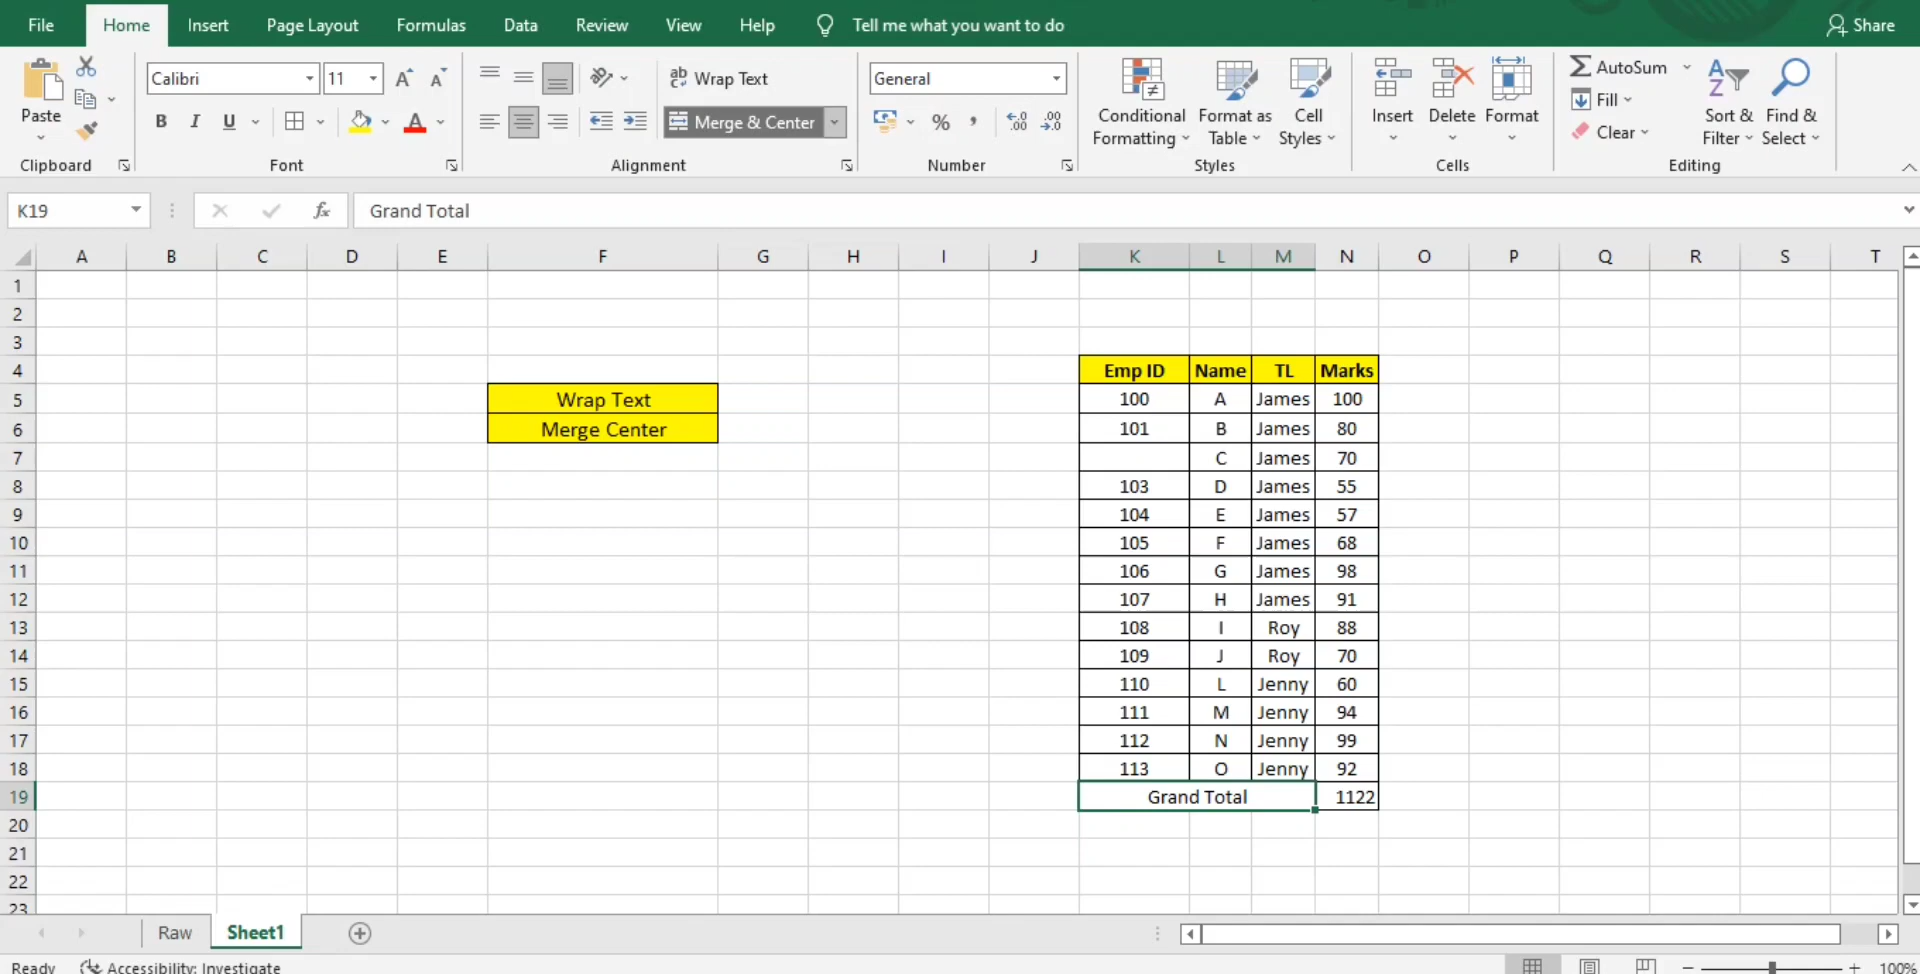 File Home Insert Page Layout Formulas Data Review View Help Tell me what you want to do Share
Paste Calibri 11 Wrap Text General Conditional Formatting Format as Table Cell Styles Insert Delete Format AutoSum Fill Clear Sort & Filter Find & Select
B I U A Merge & Center % ,
Clipboard Font Alignment Number Styles Cells Editing
K19 fx Grand Total
A B C D E F G H I J K L M N O P Q R S T
1
2
3
4 Emp ID Name TL Marks
5 Wrap Text 100 A James 100
6 Merge Center 101 B James 80
7 C James 70
8 103 D James 55
9 104 E James 57
10 105 F James 68
11 106 G James 98
12 107 H James 91
13 108 I Roy 88
14 109 J Roy 70
15 110 L Jenny 60
16 111 M Jenny 94
17 112 N Jenny 99
18 113 O Jenny 92
19 Grand Total 1122
20
21
22
23
Raw Sheet1
Ready Accessibility: Investigate 100%